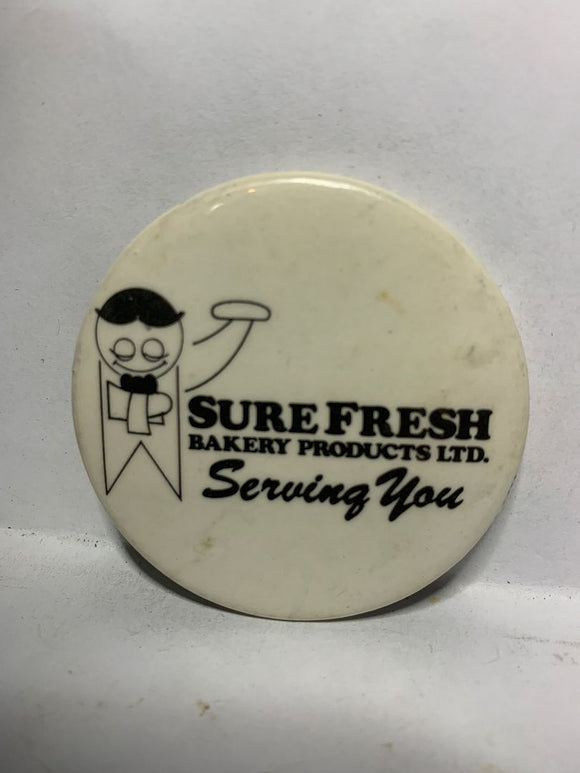 SURE FRESH
BAKERY PRODUCTS LTD.
Serving You